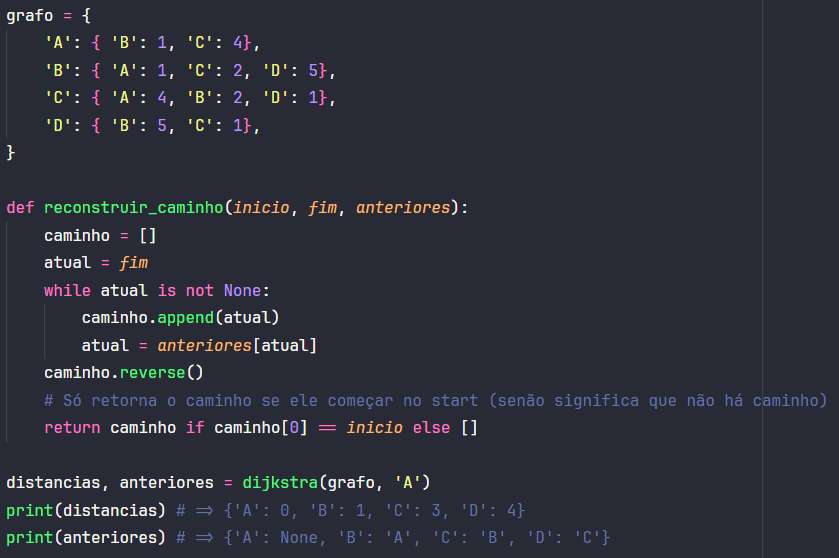 grafo = {
    'A': { 'B': 1, 'C': 4},
    'B': { 'A': 1, 'C': 2, 'D': 5},
    'C': { 'A': 4, 'B': 2, 'D': 1},
    'D': { 'B': 5, 'C': 1},
}
def reconstruir_caminho(inicio, fim, anteriores):
    caminho = []
    atual = fim
    while atual is not None:
        caminho.append(atual)
        atual = anteriores[atual]
    caminho.reverse()
    # Só retorna o caminho se ele começar no start (senão significa que não há caminho)
    return caminho if caminho[0] == inicio else []
distancias, anteriores = dijkstra(grafo, 'A')
print(distancias) # => {'A': 0, 'B': 1, 'C': 3, 'D': 4}
print(anteriores) # => {'A': None, 'B': 'A', 'C': 'B', 'D': 'C'}